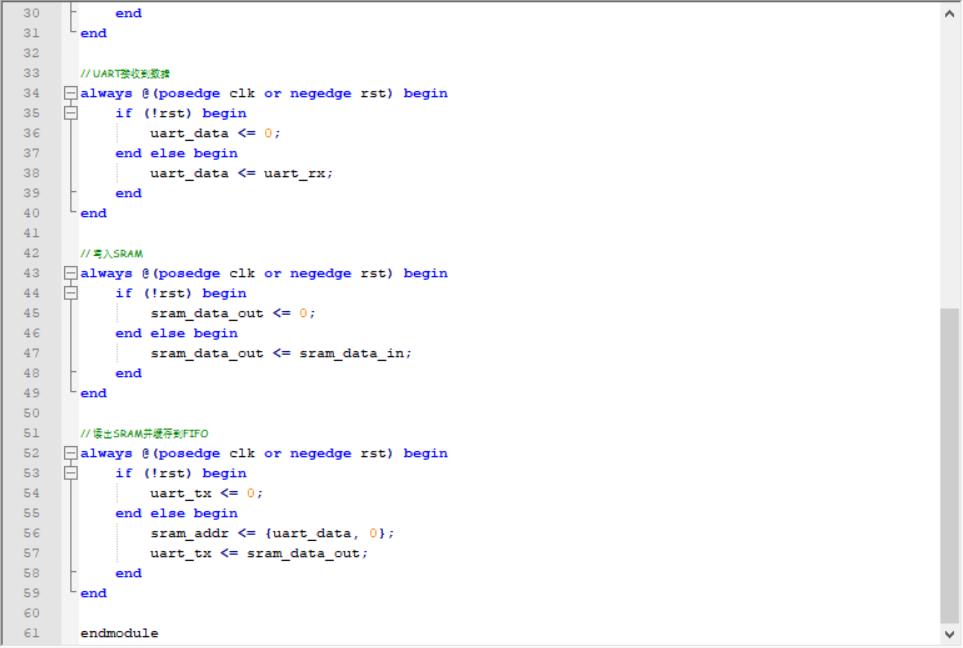 30 end
31 end
32
33 //UART接收到数据
34 always @(posedge clk or negedge rst) begin
35 if (!rst) begin
36 uart_data <= 0;
37 end else begin
38 uart_data <= uart_rx;
39 end
40 end
41
42 //写入SRAM
43 always @(posedge clk or negedge rst) begin
44 if (!rst) begin
45 sram_data_out <= 0;
46 end else begin
47 sram_data_out <= sram_data_in;
48 end
49 end
50
51 //读出SRAM并缓存到FIFO
52 always @(posedge clk or negedge rst) begin
53 if (!rst) begin
54 uart_tx <= 0;
55 end else begin
56 sram_addr <= {uart_data, 0};
57 uart_tx <= sram_data_out;
58 end
59 end
60
61 endmodule